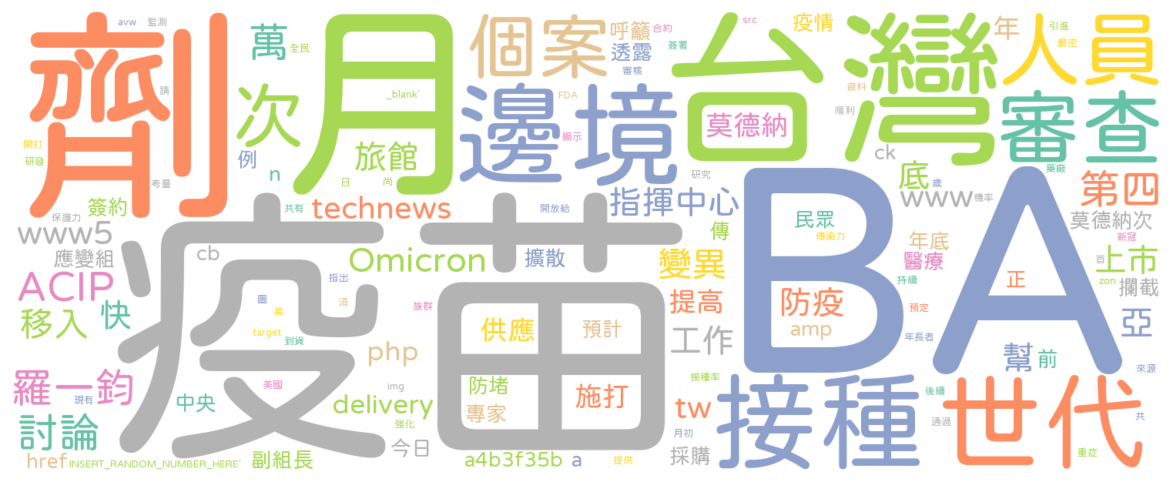 avw
監測
劑
月
萬
全民
個案
呼籲
合約
src
疫情
年
引進
嚴密
人員
簽署
透露
審核
台灣
請
_blank'
次
邊境
FDA
資料
審查
顯示
莫德納
順利
開打
研發
例
n
旅館
ck
研究
藥廠
考量
日
尚
底
第四
簽約
保護力
共有
technews
開放給
指揮中心
www
歲
機率
www5
疫苗
BA
民眾
傳染力
莫德納次
新冠
傳
應變組
cb
Omicron
擴散
變異
年底
醫療
首
上市
ACIP
指出
持續
正
zon
攔截
移入
快
圖
高
須
族群
提高
防疫
預定
亞
target
到貨
供應
預計
工作
amp
年長者
php
幫
前
來源
羅一鈞
現有
美國
img
防堵
施打
接種率
後續
中央
delivery
強化
專家
tw
接種
世代
共
討論
月初
通過
href
INSERT_RANDOM_NUMBER_HERE'
副組長
今日
a4b3f35b
a
提供
採購
重症